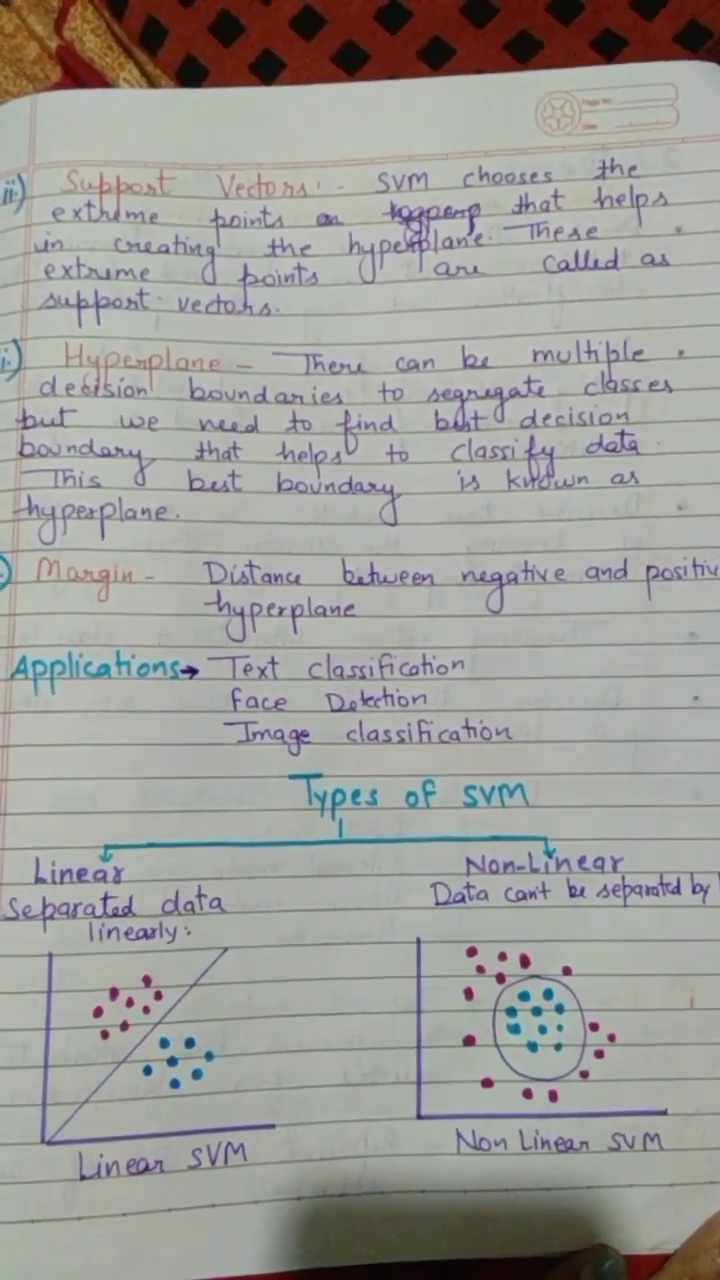 ii) Support Vectors:- SVM chooses the
extreme points on that helps
in creating the hyperplane. These
extreme points are called as
support vectors.
i) Hyperplane - There can be multiple
decision boundaries to segregate classes
but we need to find best decision
boundary that helps to classify data.
This best boundary is known as
hyperplane.
Margin - Distance between negative and positiv
hyperplane
Applications→ Text classification
Face Detection
Image classification
Types of SVM
Linear
Separated data
linearly:
Non-Linear
Data can't be separated by
Linear SVM
Non Linear SVM